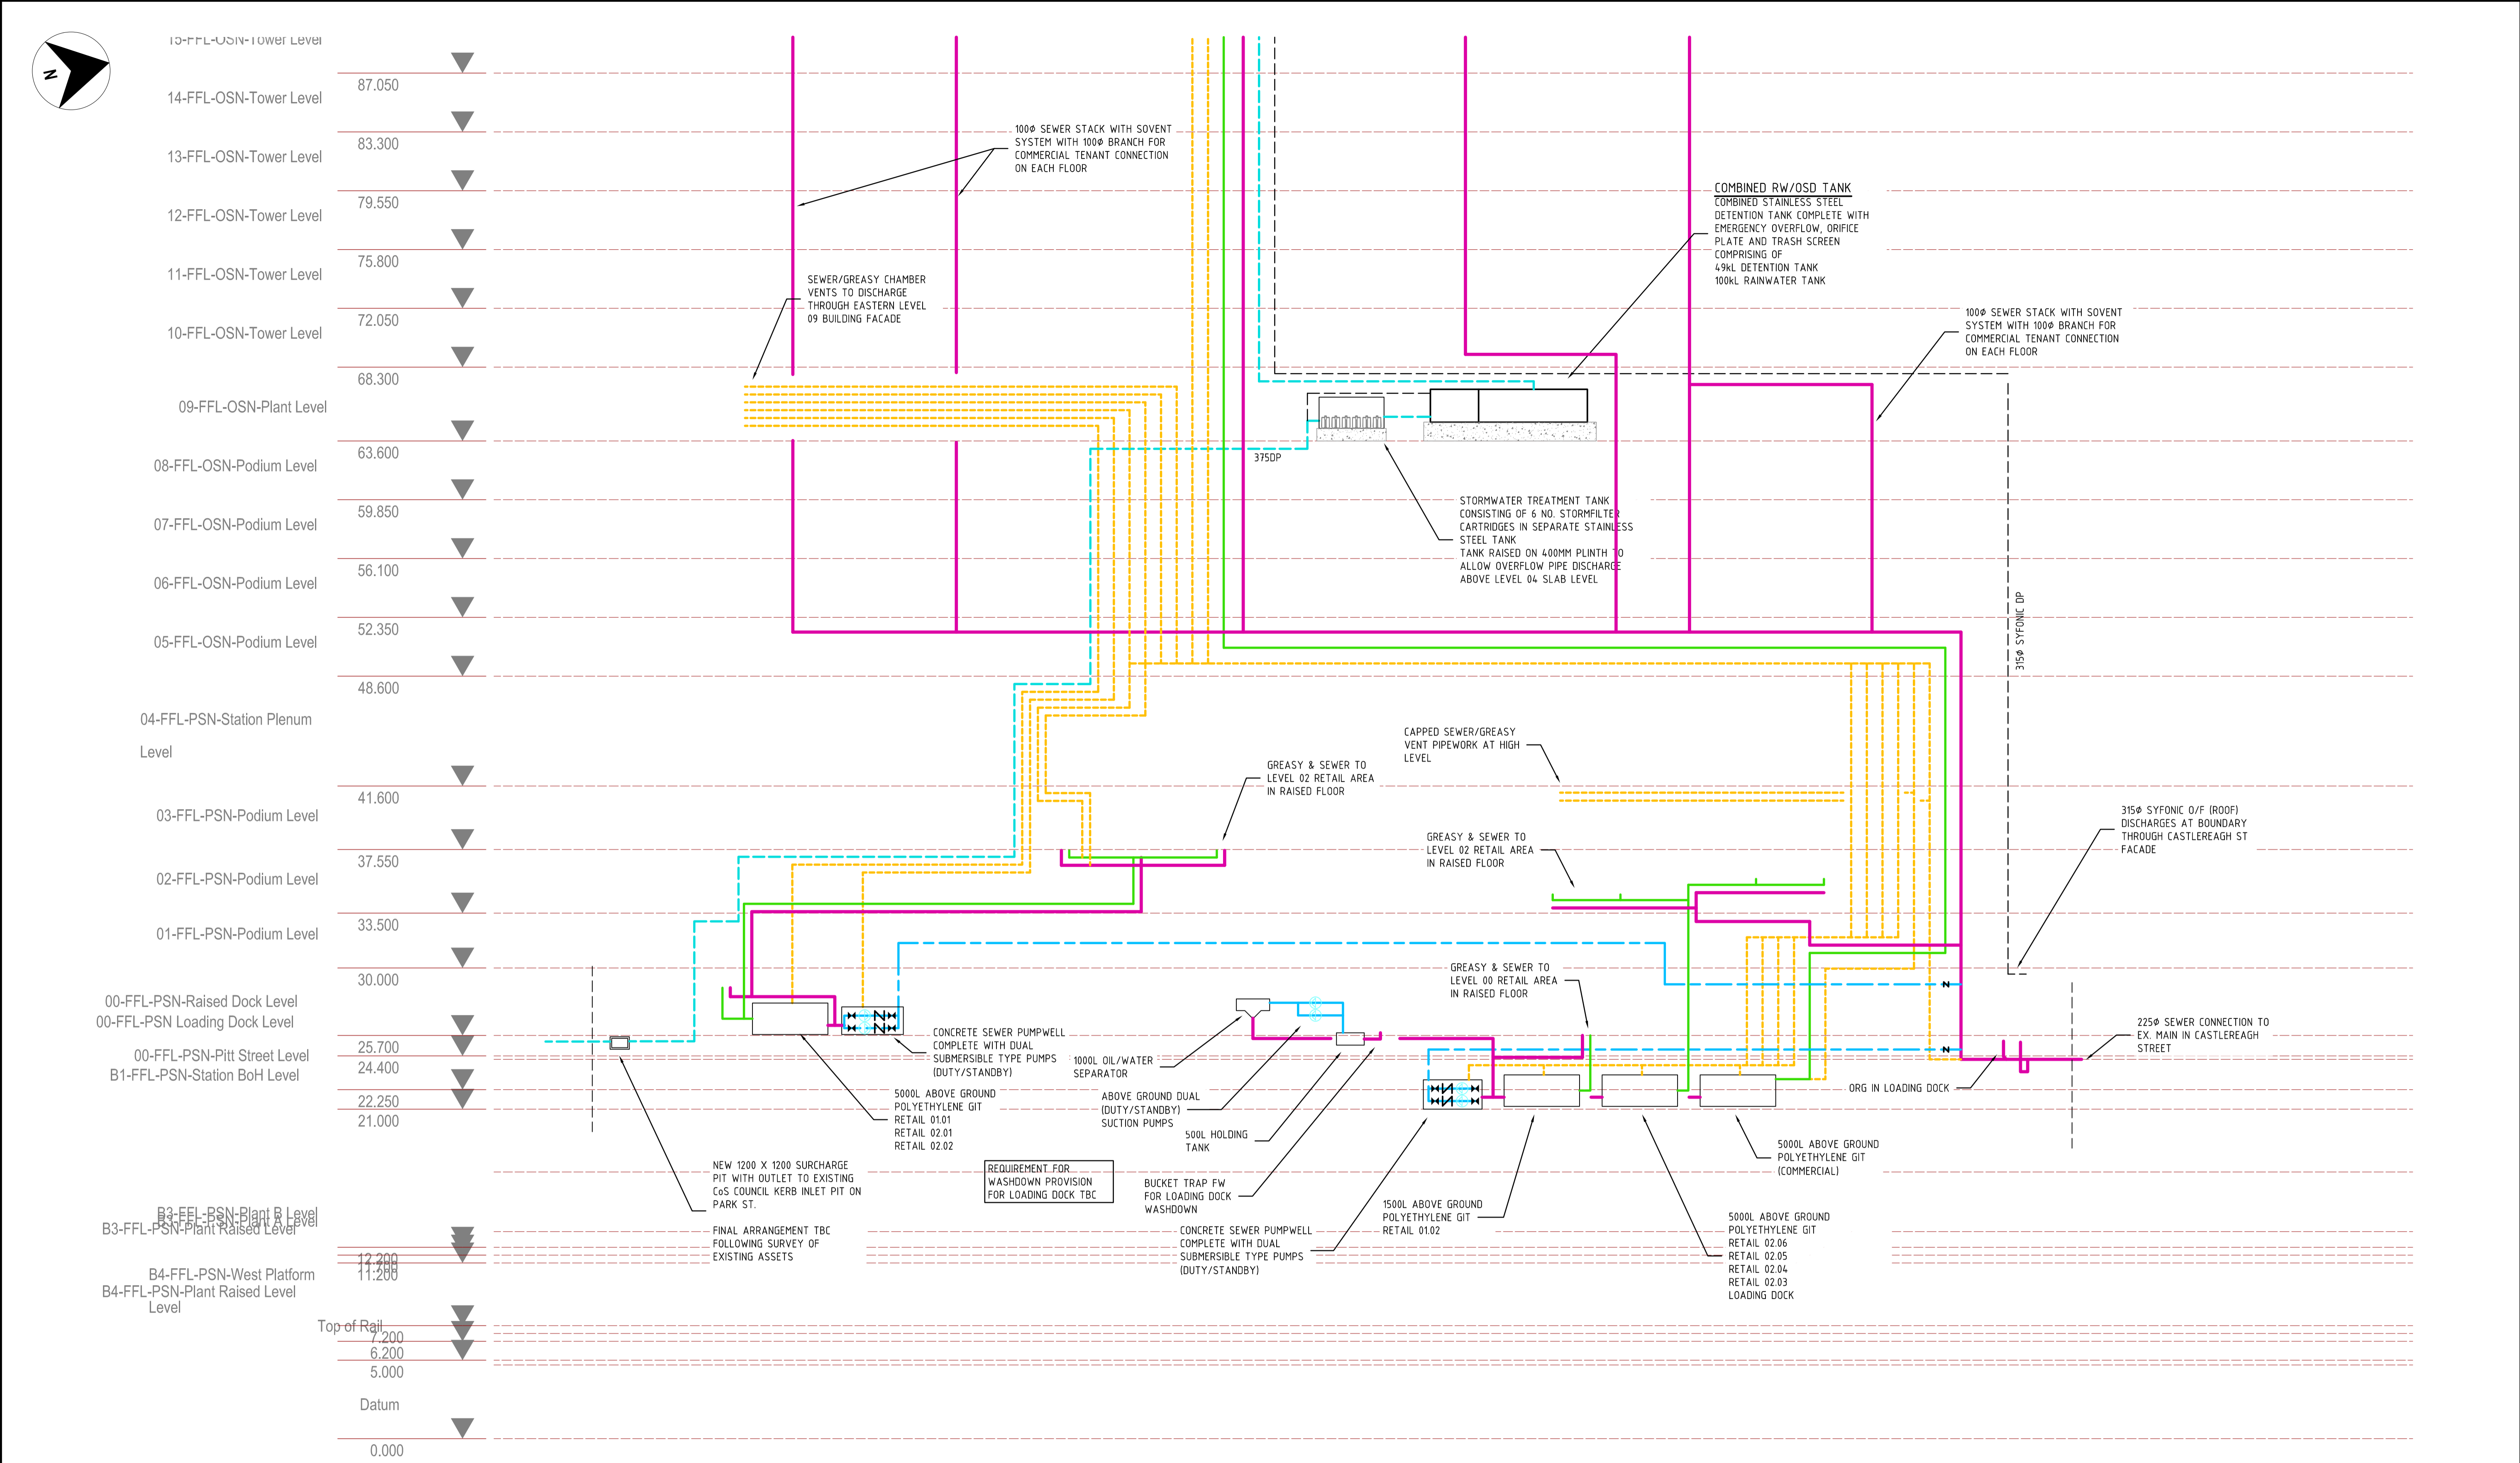 N
15-FFL-OSN-Tower Level
87.050
14-FFL-OSN-Tower Level
83.300
13-FFL-OSN-Tower Level
79.550
12-FFL-OSN-Tower Level
75.800
11-FFL-OSN-Tower Level
72.050
10-FFL-OSN-Tower Level
68.300
09-FFL-OSN-Plant Level
63.600
08-FFL-OSN-Podium Level
59.850
07-FFL-OSN-Podium Level
56.100
06-FFL-OSN-Podium Level
52.350
05-FFL-OSN-Podium Level
48.600
04-FFL-PSN-Station Plenum
Level
41.600
03-FFL-PSN-Podium Level
37.550
02-FFL-PSN-Podium Level
33.500
01-FFL-PSN-Podium Level
30.000
00-FFL-PSN-Raised Dock Level
00-FFL-PSN Loading Dock Level
25.700
00-FFL-PSN-Pitt Street Level
24.400
B1-FFL-PSN-Station BoH Level
22.250
21.000
B3-FFL-PSN-Plant B Level
B3-FFL-PSN-Plant A Level
B3-FFL-PSN-Plant Raised Level
12.200
11.200
B4-FFL-PSN-West Platform
B4-FFL-PSN-Plant Raised Level
Level
Top of Rail
7.200
6.200
5.000
Datum
0.000
100Ø SEWER STACK WITH SOVENT
SYSTEM WITH 100Ø BRANCH FOR
COMMERCIAL TENANT CONNECTION
ON EACH FLOOR
COMBINED RW/OSD TANK
COMBINED STAINLESS STEEL
DETENTION TANK COMPLETE WITH
EMERGENCY OVERFLOW, ORIFICE
PLATE AND TRASH SCREEN
COMPRISING OF
49kL DETENTION TANK
100kL RAINWATER TANK
SEWER/GREASY CHAMBER
VENTS TO DISCHARGE
THROUGH EASTERN LEVEL
09 BUILDING FACADE
100Ø SEWER STACK WITH SOVENT
SYSTEM WITH 100Ø BRANCH FOR
COMMERCIAL TENANT CONNECTION
ON EACH FLOOR
375DP
STORMWATER TREATMENT TANK
CONSISTING OF 6 NO. STORMFILTER
CARTRIDGES IN SEPARATE STAINLESS
STEEL TANK
TANK RAISED ON 400MM PLINTH TO
ALLOW OVERFLOW PIPE DISCHARGE
ABOVE LEVEL 04 SLAB LEVEL
315Ø SYFONIC DP
CAPPED SEWER/GREASY
VENT PIPEWORK AT HIGH
LEVEL
GREASY & SEWER TO
LEVEL 02 RETAIL AREA
IN RAISED FLOOR
315Ø SYFONIC O/F (ROOF)
DISCHARGES AT BOUNDARY
THROUGH CASTLEREAGH ST
FACADE
GREASY & SEWER TO
LEVEL 02 RETAIL AREA
IN RAISED FLOOR
GREASY & SEWER TO
LEVEL 00 RETAIL AREA
IN RAISED FLOOR
N
N
225Ø SEWER CONNECTION TO
EX. MAIN IN CASTLEREAGH
STREET
CONCRETE SEWER PUMPWELL
COMPLETE WITH DUAL
SUBMERSIBLE TYPE PUMPS
(DUTY/STANDBY)
1000L OIL/WATER
SEPARATOR
ORG IN LOADING DOCK
5000L ABOVE GROUND
POLYETHYLENE GIT
RETAIL 01.01
RETAIL 02.01
RETAIL 02.02
ABOVE GROUND DUAL
(DUTY/STANDBY)
SUCTION PUMPS
500L HOLDING
TANK
5000L ABOVE GROUND
POLYETHYLENE GIT
(COMMERCIAL)
NEW 1200 X 1200 SURCHARGE
PIT WITH OUTLET TO EXISTING
CoS COUNCIL KERB INLET PIT ON
PARK ST.
FINAL ARRANGEMENT TBC
FOLLOWING SURVEY OF
EXISTING ASSETS
REQUIREMENT FOR
WASHDOWN PROVISION
FOR LOADING DOCK TBC
BUCKET TRAP FW
FOR LOADING DOCK
WASHDOWN
1500L ABOVE GROUND
POLYETHYLENE GIT
RETAIL 01.02
CONCRETE SEWER PUMPWELL
COMPLETE WITH DUAL
SUBMERSIBLE TYPE PUMPS
(DUTY/STANDBY)
5000L ABOVE GROUND
POLYETHYLENE GIT
RETAIL 02.06
RETAIL 02.05
RETAIL 02.04
RETAIL 02.03
LOADING DOCK